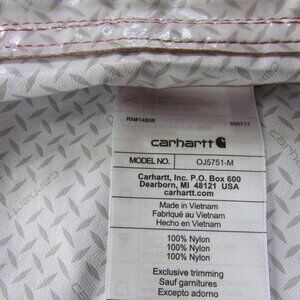 RN#14806 906717
carhartt
MODEL NO. OJ5751-M
Carhartt, Inc. P.O. Box 600
Dearborn, MI 48121 USA
carhartt.com
Made in Vietnam
Fabriqué au Vietnam
Hecho en Vietnam
100% Nylon
100% Nylon
100% Nylon
Exclusive trimming
Sauf garnitures
Excepto adorno